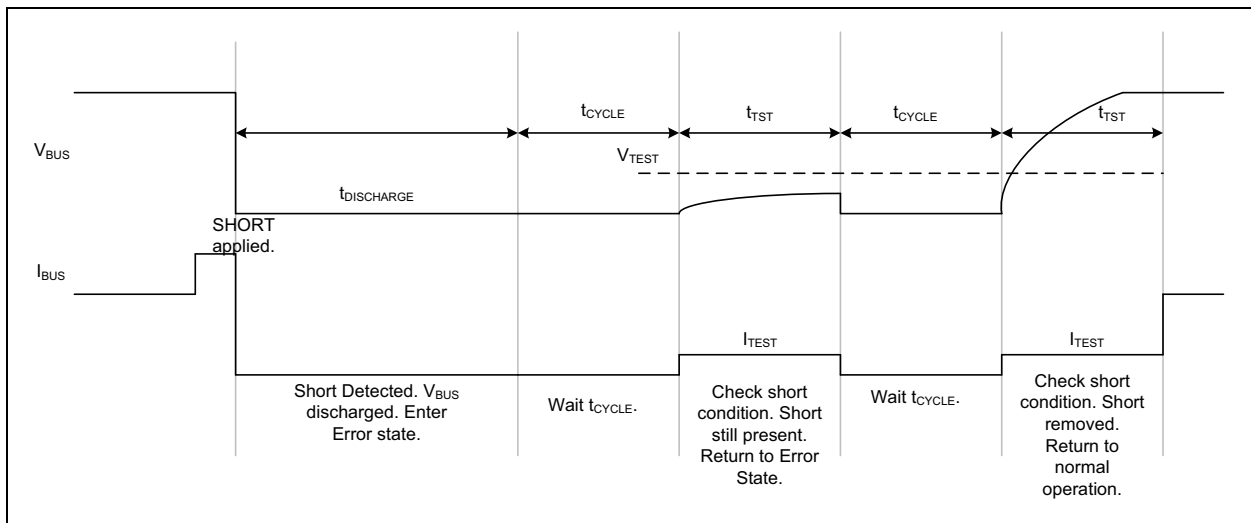 tCYCLE
tTST
tCYCLE
tTST
VBUS
VTEST
tDISCHARGE
SHORT
applied.
IBUS
ITEST
ITEST
Short Detected. VBUS
discharged. Enter
Error state.
Wait tCYCLE.
Check short
condition. Short
still present.
Return to Error
State.
Wait tCYCLE.
Check short
condition. Short
removed.
Return to
normal
operation.